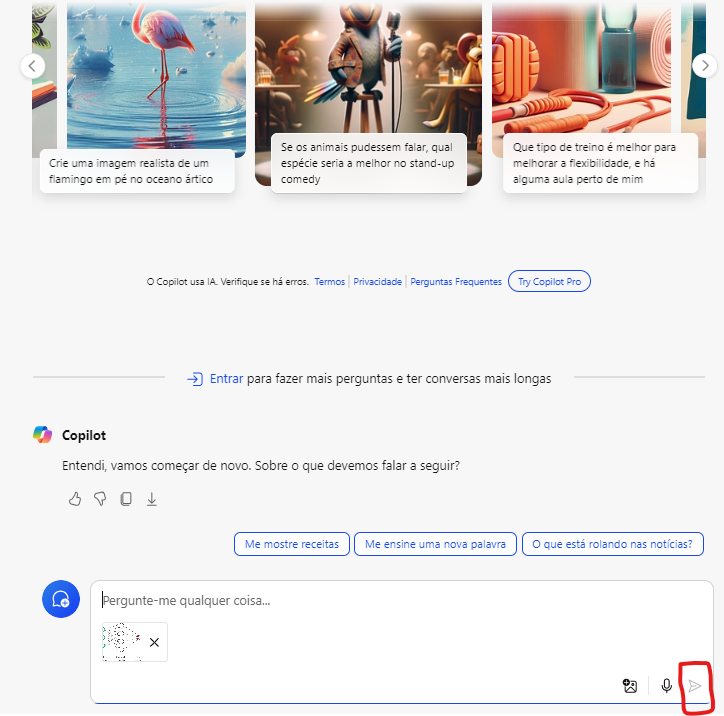 Crie uma imagem realista de um
flamingo em pé no oceano ártico
Se os animais pudessem falar, qual
espécie seria a melhor no stand-up
comedy
Que tipo de treino é melhor para
melhorar a flexibilidade, e há
alguma aula perto de mim
O Copilot usa IA. Verifique se há erros. Termos Privacidade Perguntas Frequentes Try Copilot Pro
Entrar para fazer mais perguntas e ter conversas mais longas
Copilot
Entendi, vamos começar de novo. Sobre o que devemos falar a seguir?
Me mostre receitas Me ensine uma nova palavra O que está rolando nas notícias?
Pergunte-me qualquer coisa...